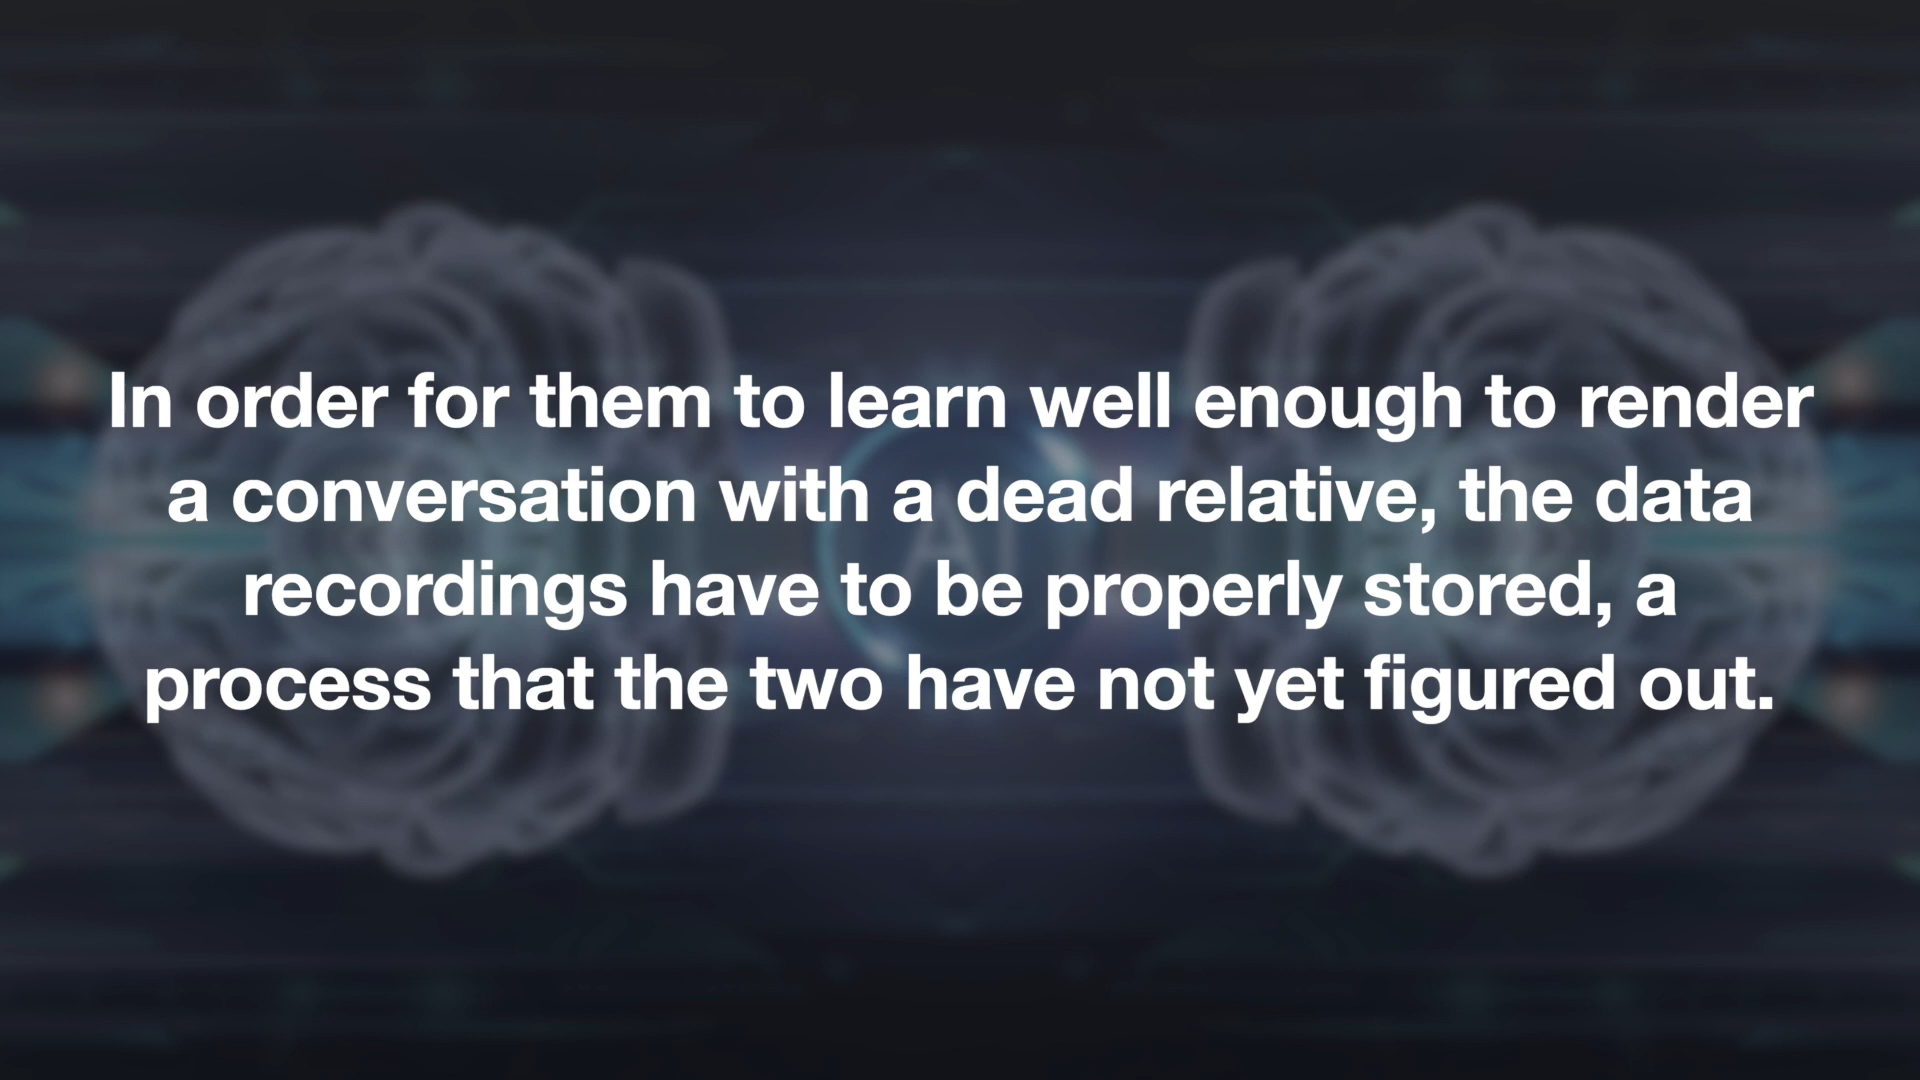 In order for them to learn well enough to render
a conversation with a dead relative, the data
recordings have to be properly stored, a
process that the two have not yet figured out.
AI